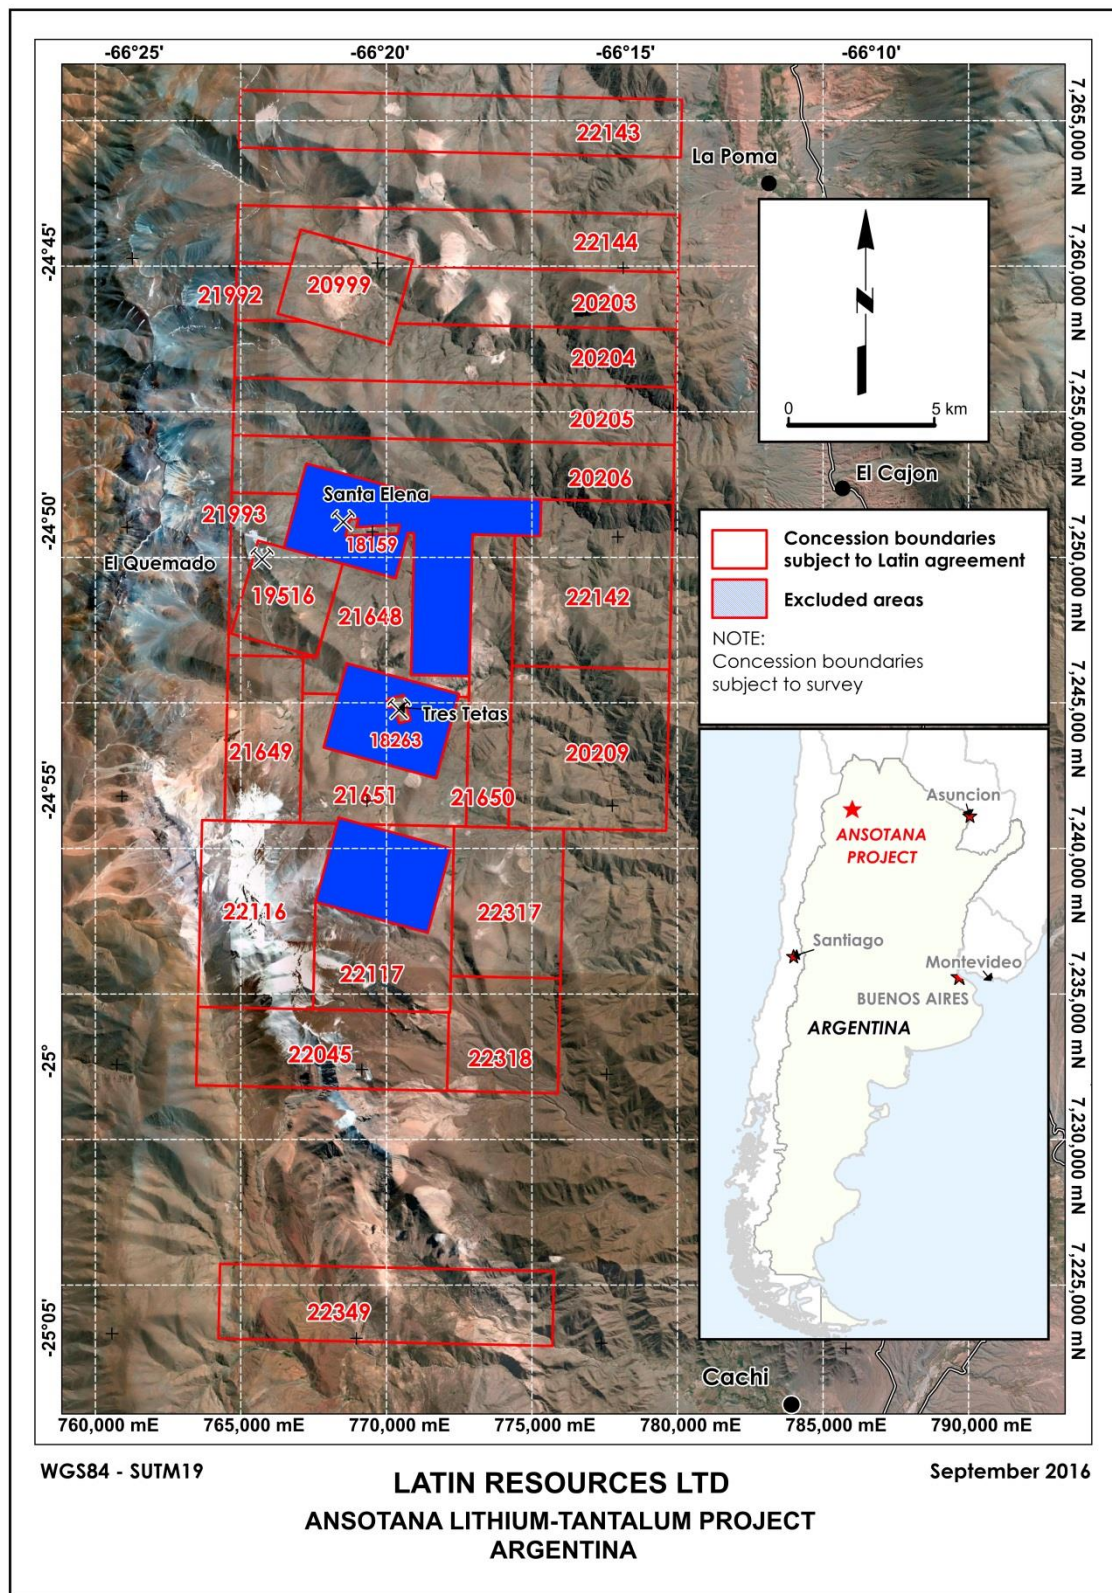 -66°25'
-66°20'
-66°15'
-66°10'
7,265,000 mN
22143
La Poma
-24°45'
22144
7,260,000 mN
20999
21992
20203
20204
0
5 km
7,255,000 mN
20205
El Cajon
20206
Santa Elena
-24°50'
21993
18159
7,250,000 mN
El Quemado
19516
21648
22142
N
Concession boundaries
subject to Latin agreement
Excluded areas
NOTE:
Concession boundaries
subject to survey
7,245,000 mN
Tres Tetas
18263
21649
20209
-24°55'
21651
21650
7,240,000 mN
22116
22317
22117
7,235,000 mN
-25°
22045
22318
7,230,000 mN
7,225,000 mN
-25°05'
22349
Asuncion
ANSOTANA
PROJECT
Santiago
Montevideo
BUENOS AIRES
ARGENTINA
Cachi
760,000 mE
765,000 mE
770,000 mE
775,000 mE
780,000 mE
785,000 mE
790,000 mE
WGS84 - SUTM19
September 2016
LATIN RESOURCES LTD
ANSOTANA LITHIUM-TANTALUM PROJECT
ARGENTINA